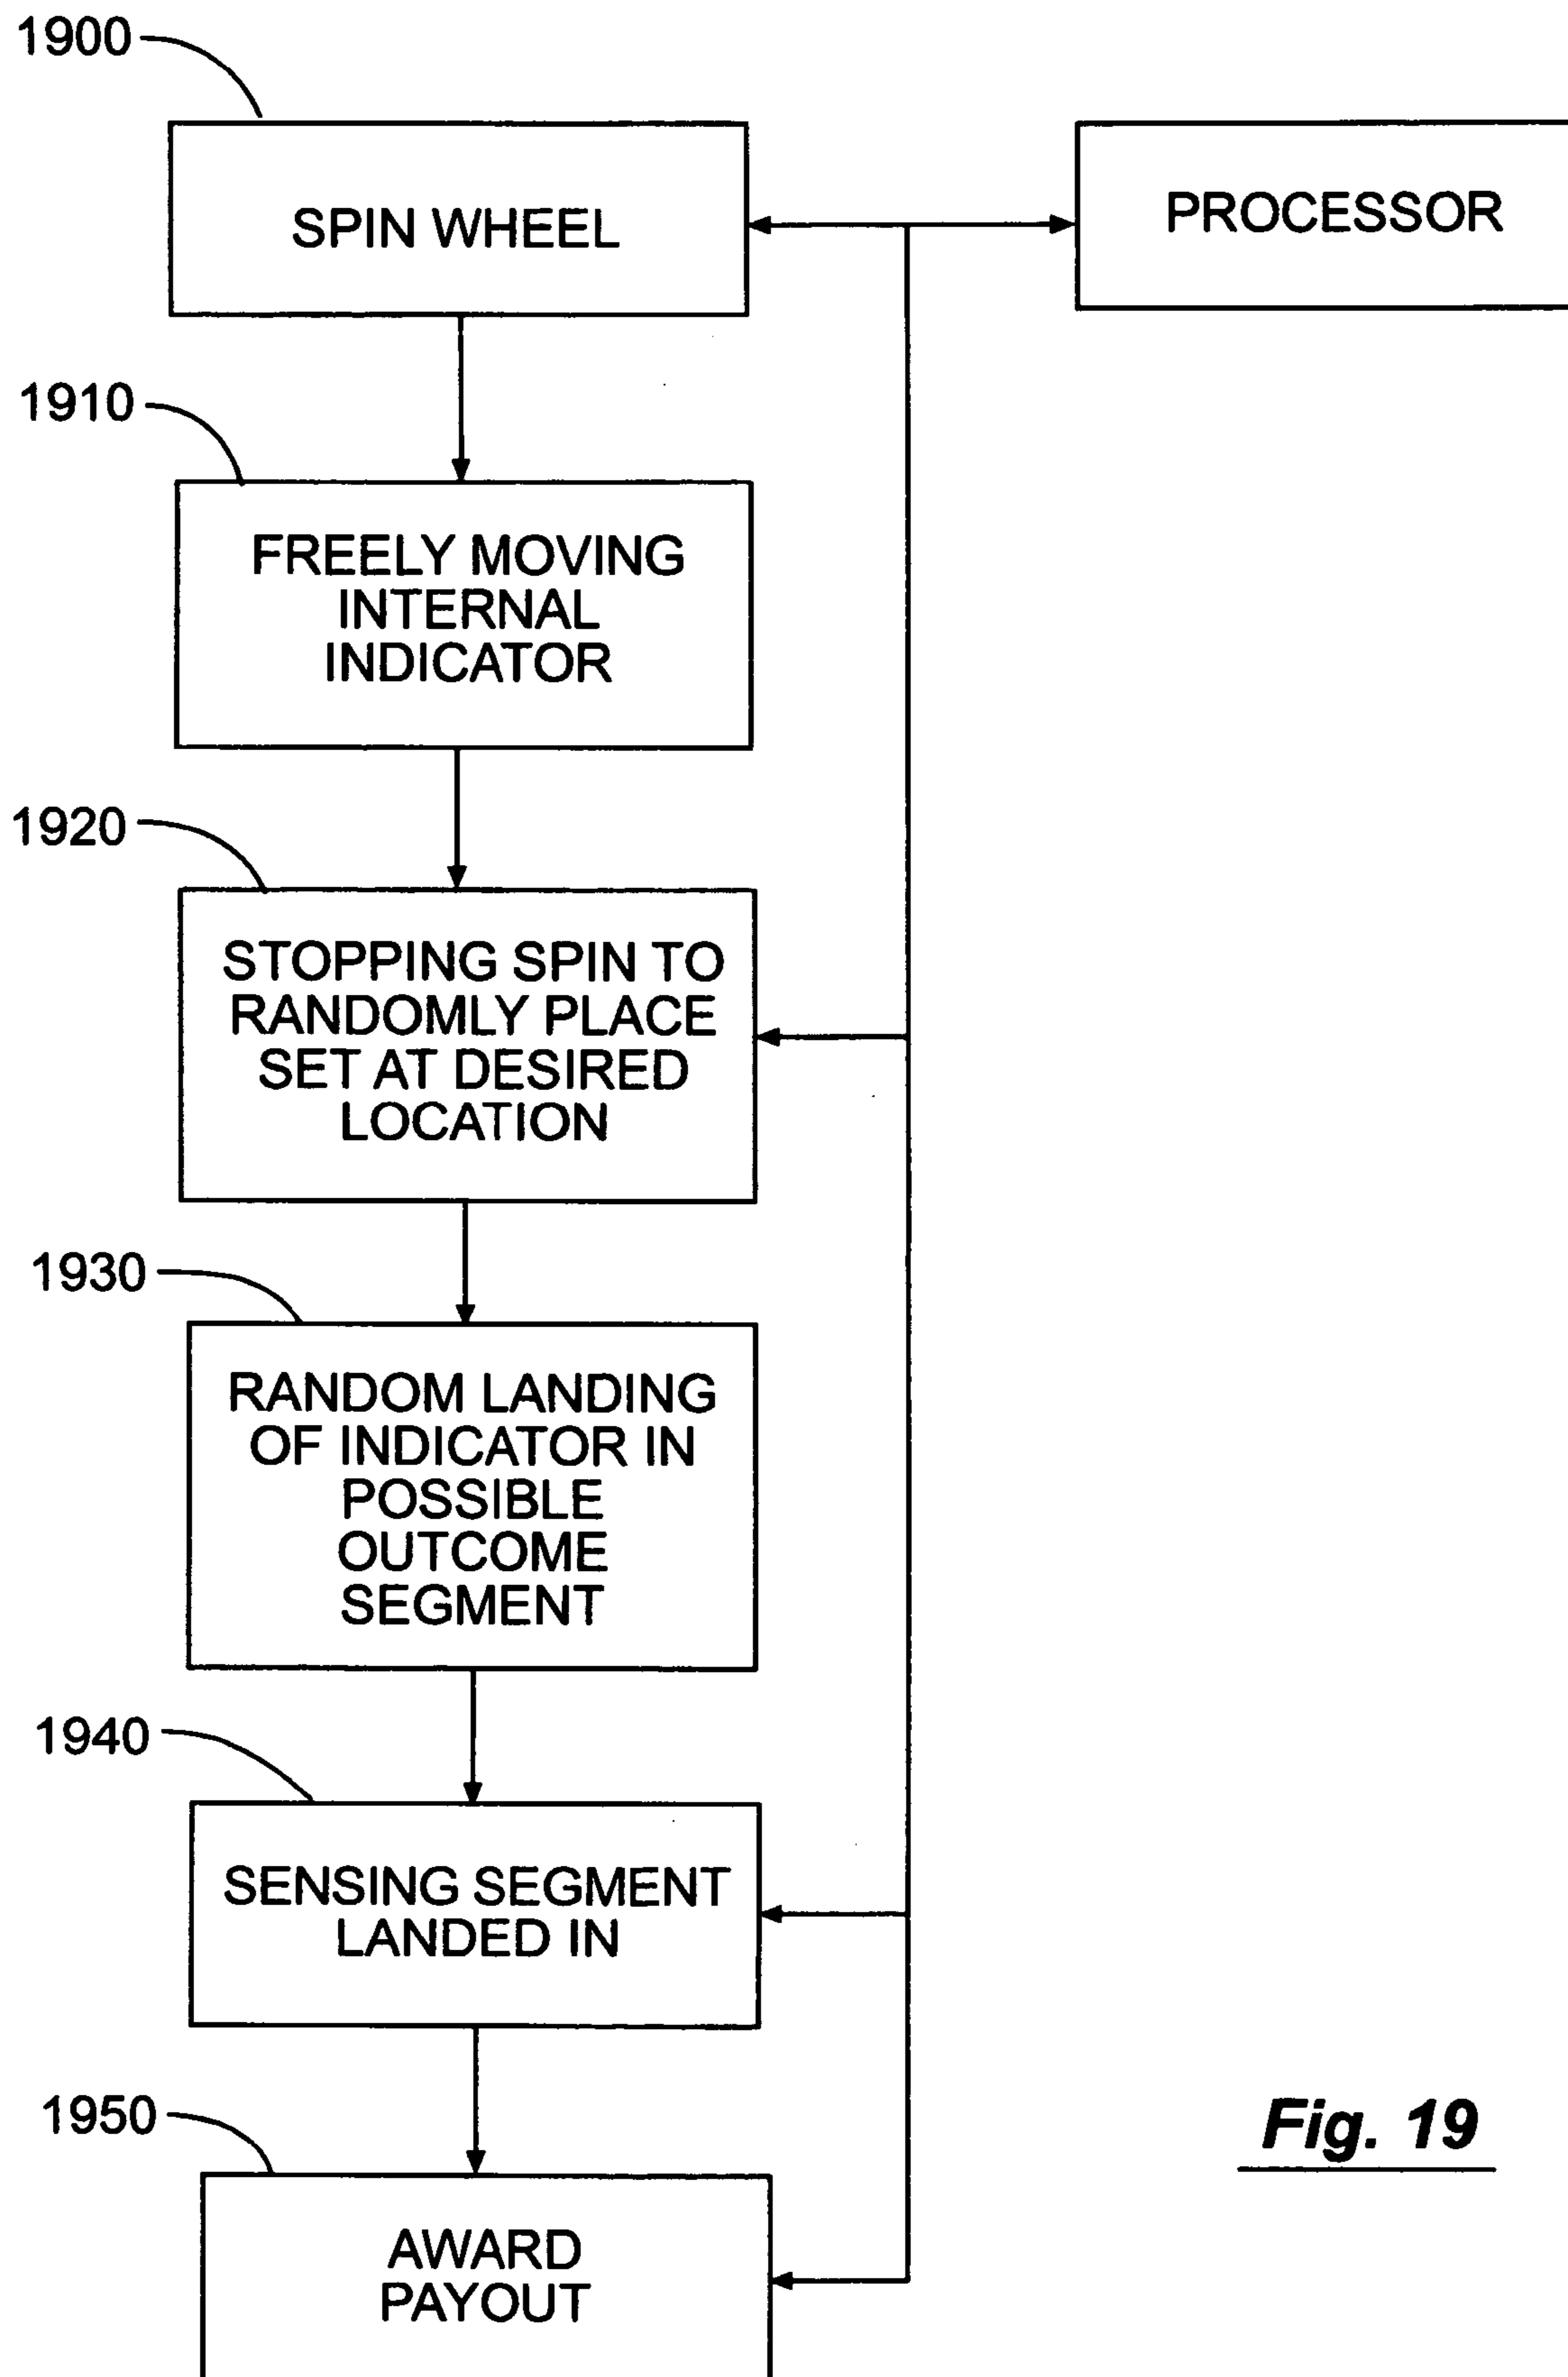 1900
SPIN WHEEL
PROCESSOR
1910
FREELY MOVING
INTERNAL
INDICATOR
1920
STOPPING SPIN TO
RANDOMLY PLACE
SET AT DESIRED
LOCATION
1930
RANDOM LANDING
OF INDICATOR IN
POSSIBLE
OUTCOME
SEGMENT
1940
SENSING SEGMENT
LANDED IN
1950
AWARD
PAYOUT
Fig. 19